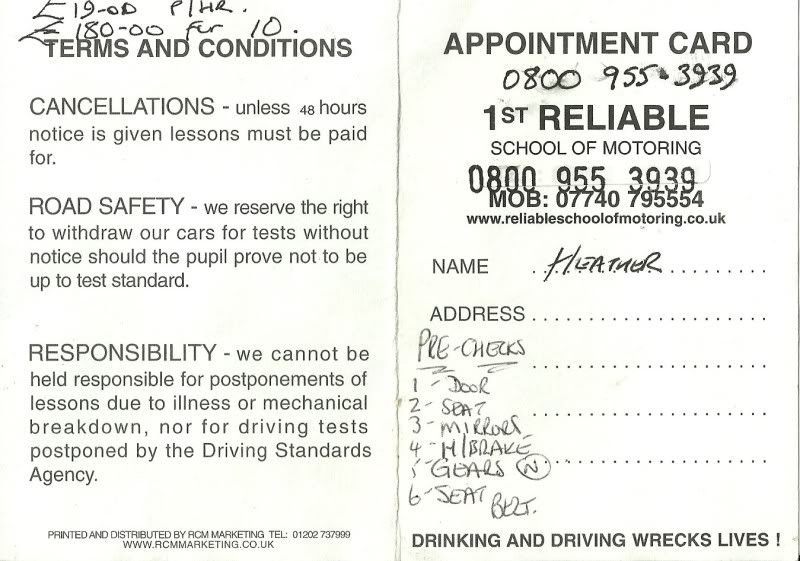 £19-00 P/HR.
£180-00 for 10.
TERMS AND CONDITIONS
CANCELLATIONS - unless 48 hours
notice is given lessons must be paid
for.
ROAD SAFETY - we reserve the right
to withdraw our cars for tests without
notice should the pupil prove not to be
up to test standard.
RESPONSIBILITY - we cannot be
held responsible for postponements of
lessons due to illness or mechanical
breakdown, nor for driving tests
postponed by the Driving Standards
Agency.
PRINTED AND DISTRIBUTED BY RCM MARKETING TEL: 01202 737999
WWW.RCMMARKETING.CO.UK
APPOINTMENT CARD
0800 955-3939
1ST RELIABLE
SCHOOL OF MOTORING
0800 955 3939
MOB: 07740 795554
www.reliableschoolofmotoring.co.uk
NAME ..HEATHER.........
ADDRESS......................
PRE-CHECKS
1 - DOOR
2 - SEAT
3 - MIRRORS
4 - H/BRAKE
5 GEARS (N)
6 - SEAT BELT.
DRINKING AND DRIVING WRECKS LIVES !